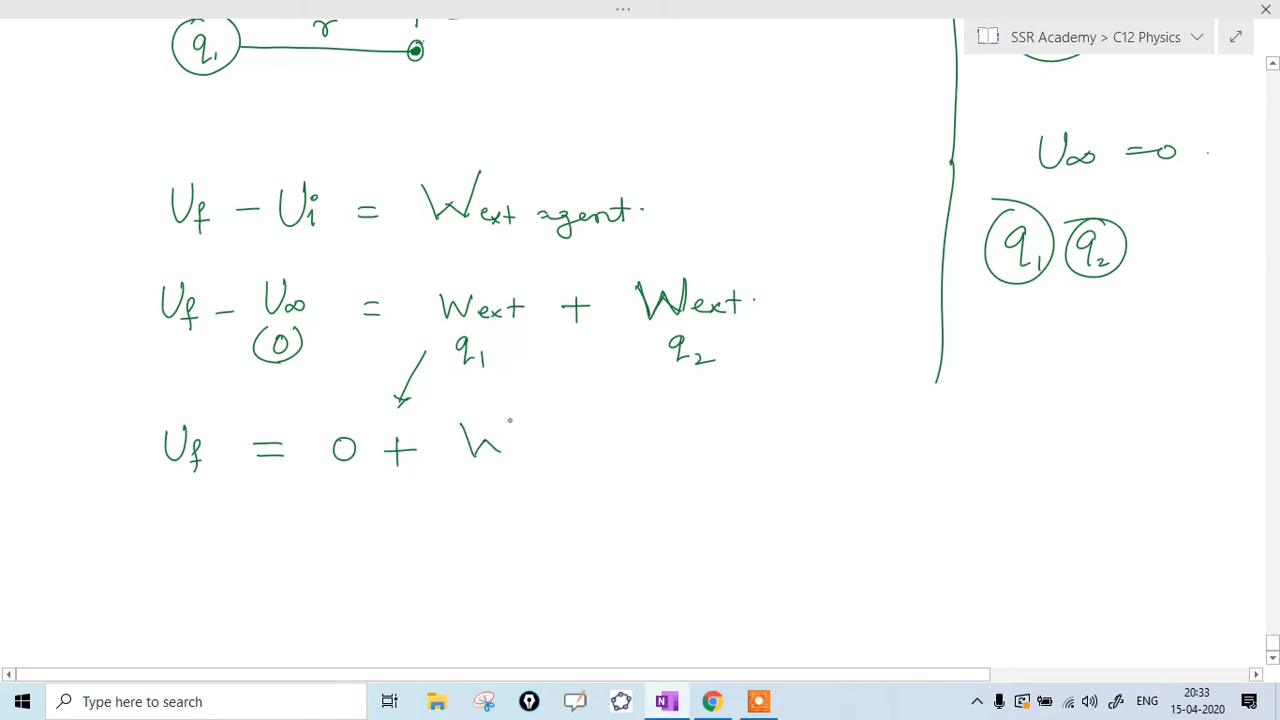 q₁ r
SSR Academy > C12 Physics
U∞ = 0
q₁ q₂
Uf - Ui = Wext agent.
Uf - U∞ = Wext + Wext.
(0) q₁ q₂
Uf = 0 + W
Type here to search
ENG
20:33
15-04-2020